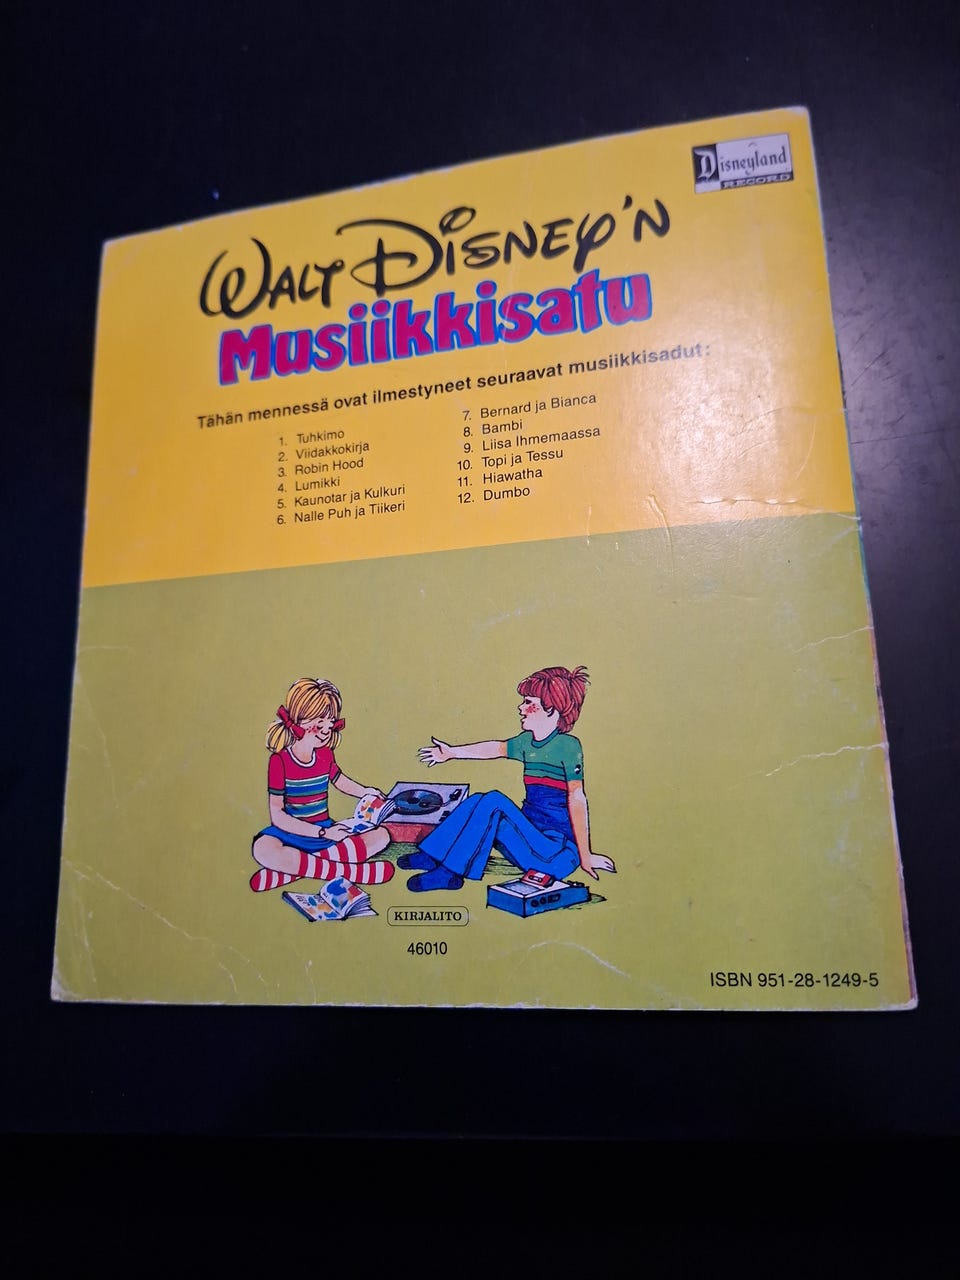 Disneyland
RECORD
WALT DISNEY'N
Musiikkisatu
Tähän mennessä ovat ilmestyneet seuraavat musiikkisadut:
1. Tuhkimo
2. Viidakkokirja
3. Robin Hood
4. Lumikki
5. Kaunotar ja Kulkuri
6. Nalle Puh ja Tiikeri
7. Bernard ja Bianca
8. Bambi
9. Liisa Ihmemaassa
10. Topi ja Tessu
11. Hiawatha
12. Dumbo
KIRJALITO
46010
ISBN 951-28-1249-5